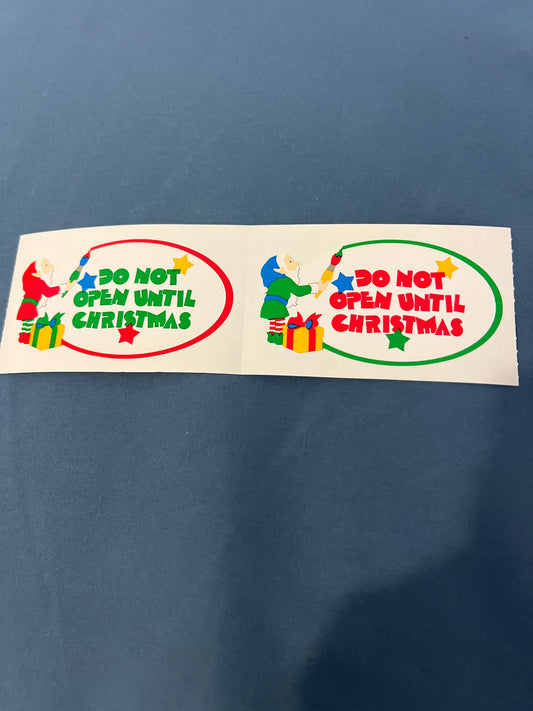 DO NOT
OPEN UNTIL
CHRISTMAS
DO NOT
OPEN UNTIL
CHRISTMAS